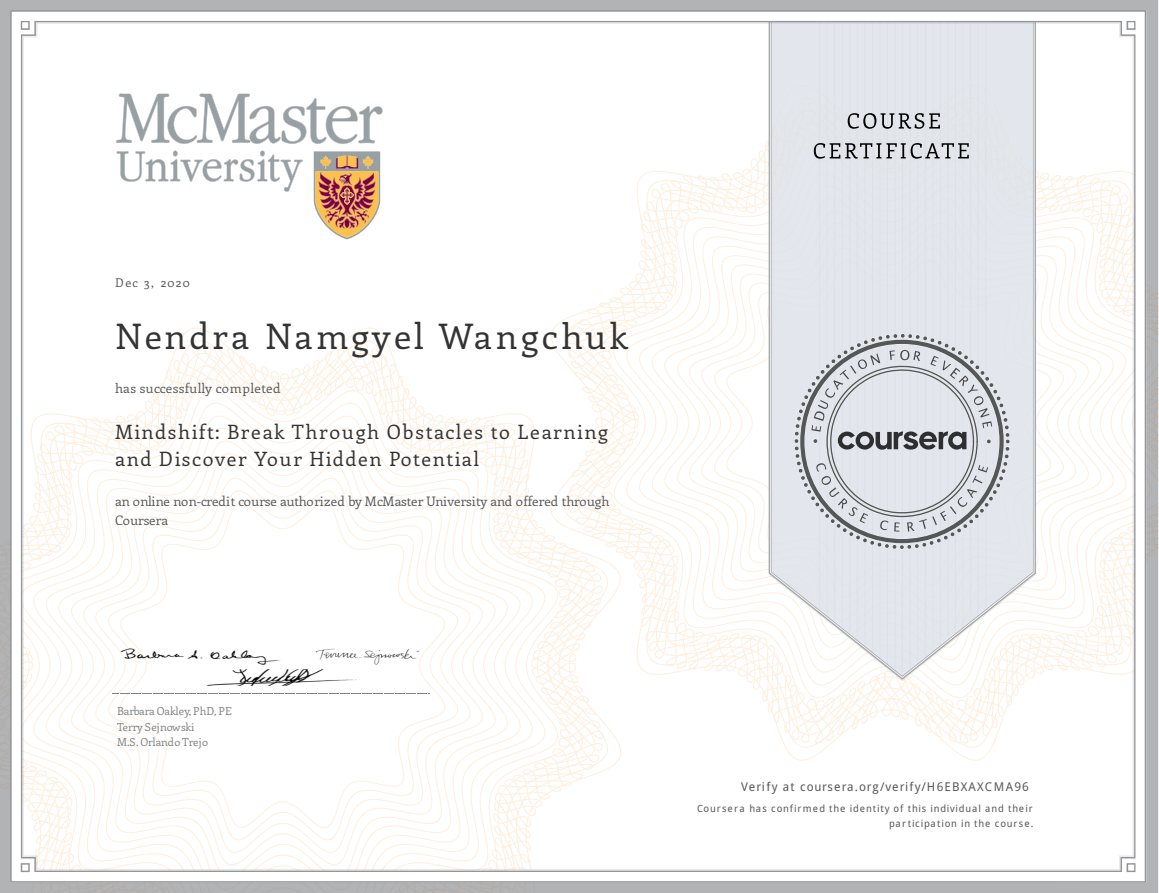 McMaster
University
COURSE
CERTIFICATE
Dec 3, 2020
Nendra Namgyel Wangchuk
has successfully completed
Mindshift: Break Through Obstacles to Learning
and Discover Your Hidden Potential
an online non-credit course authorized by McMaster University and offered through
Coursera
EDUCATION FOR EVERYONE
coursera
COURSE CERTIFICATE
Barbara A. Oakley
Terrence Sejnowski
Barbara Oakley, PhD, PE
Terry Sejnowski
M.S. Orlando Trejo
Verify at coursera.org/verify/H6EBXAXCMA96
Coursera has confirmed the identity of this individual and their
participation in the course.